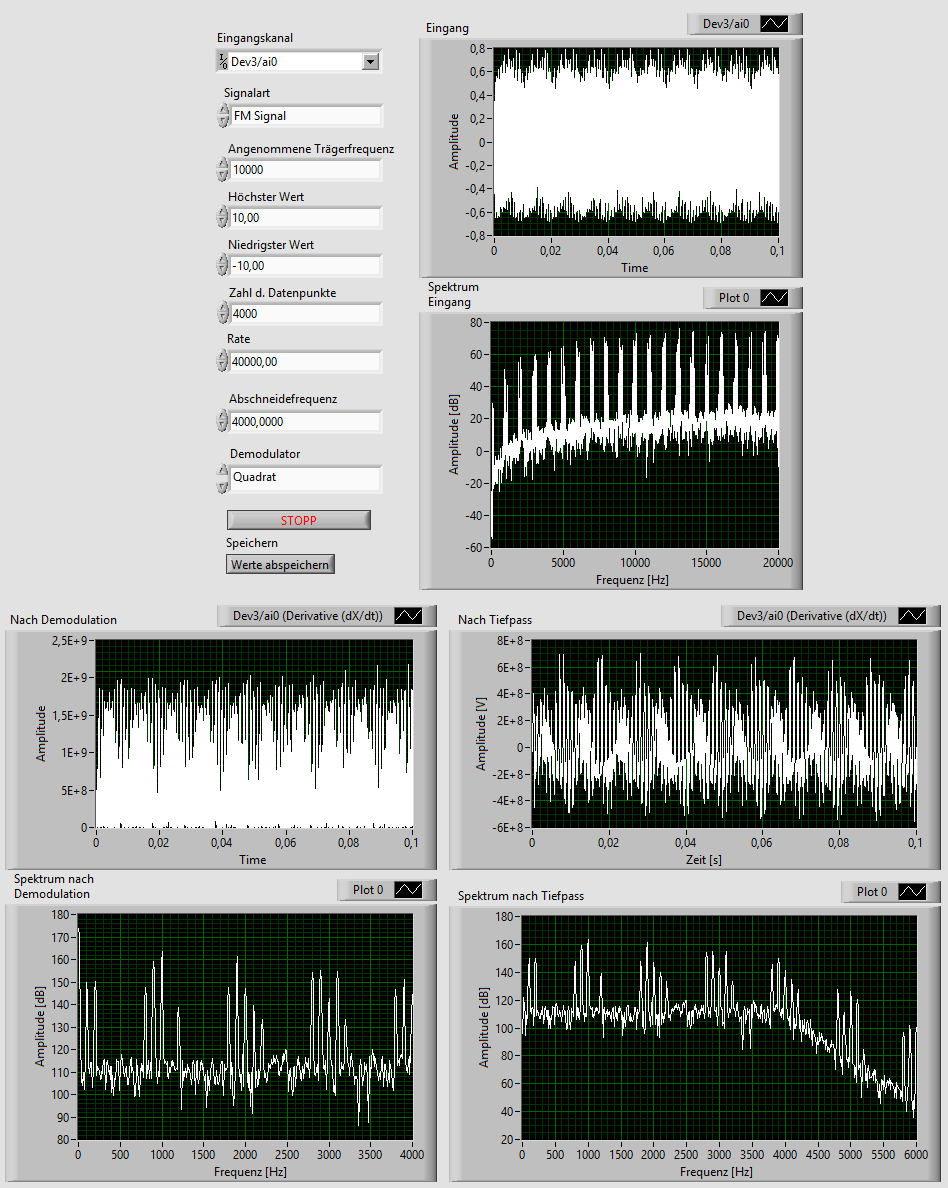 Eingangskanal
Dev3/ai0
Signalart
FM Signal
Angenommene Trägerfrequenz
10000
Höchster Wert
10,00
Niedrigster Wert
-10,00
Zahl d. Datenpunkte
4000
Rate
40000,00
Abschneidefrequenz
4000,0000
Demodulator
Quadrat
STOPP
Speichern
Werte abspeichern
Eingang
Dev3/ai0
0,8
0,6
0,4
0,2
0
-0,2
-0,4
-0,6
-0,8
Amplitude
0 0,02 0,04 0,06 0,08 0,1
Time
Spektrum
Eingang
Plot 0
80
60
40
20
0
-20
-40
-60
Amplitude [dB]
0 5000 10000 15000 20000
Frequenz [Hz]
Nach Demodulation
Dev3/ai0 (Derivative (dX/dt))
2,5E+9
2E+9
1,5E+9
1E+9
5E+8
0
Amplitude
0 0,02 0,04 0,06 0,08 0,1
Time
Nach Tiefpass
Dev3/ai0 (Derivative (dX/dt))
8E+8
6E+8
4E+8
2E+8
0
-2E+8
-4E+8
-6E+8
Amplitude [V]
0 0,02 0,04 0,06 0,08 0,1
Zeit [s]
Spektrum nach
Demodulation
Plot 0
180
170
160
150
140
130
120
110
100
90
80
Amplitude [dB]
0 500 1000 1500 2000 2500 3000 3500 4000
Frequenz [Hz]
Spektrum nach Tiefpass
Plot 0
180
160
140
120
100
80
60
40
20
Amplitude [dB]
0 500 1000 1500 2000 2500 3000 3500 4000 4500 5000 5500 6000
Frequenz [Hz]